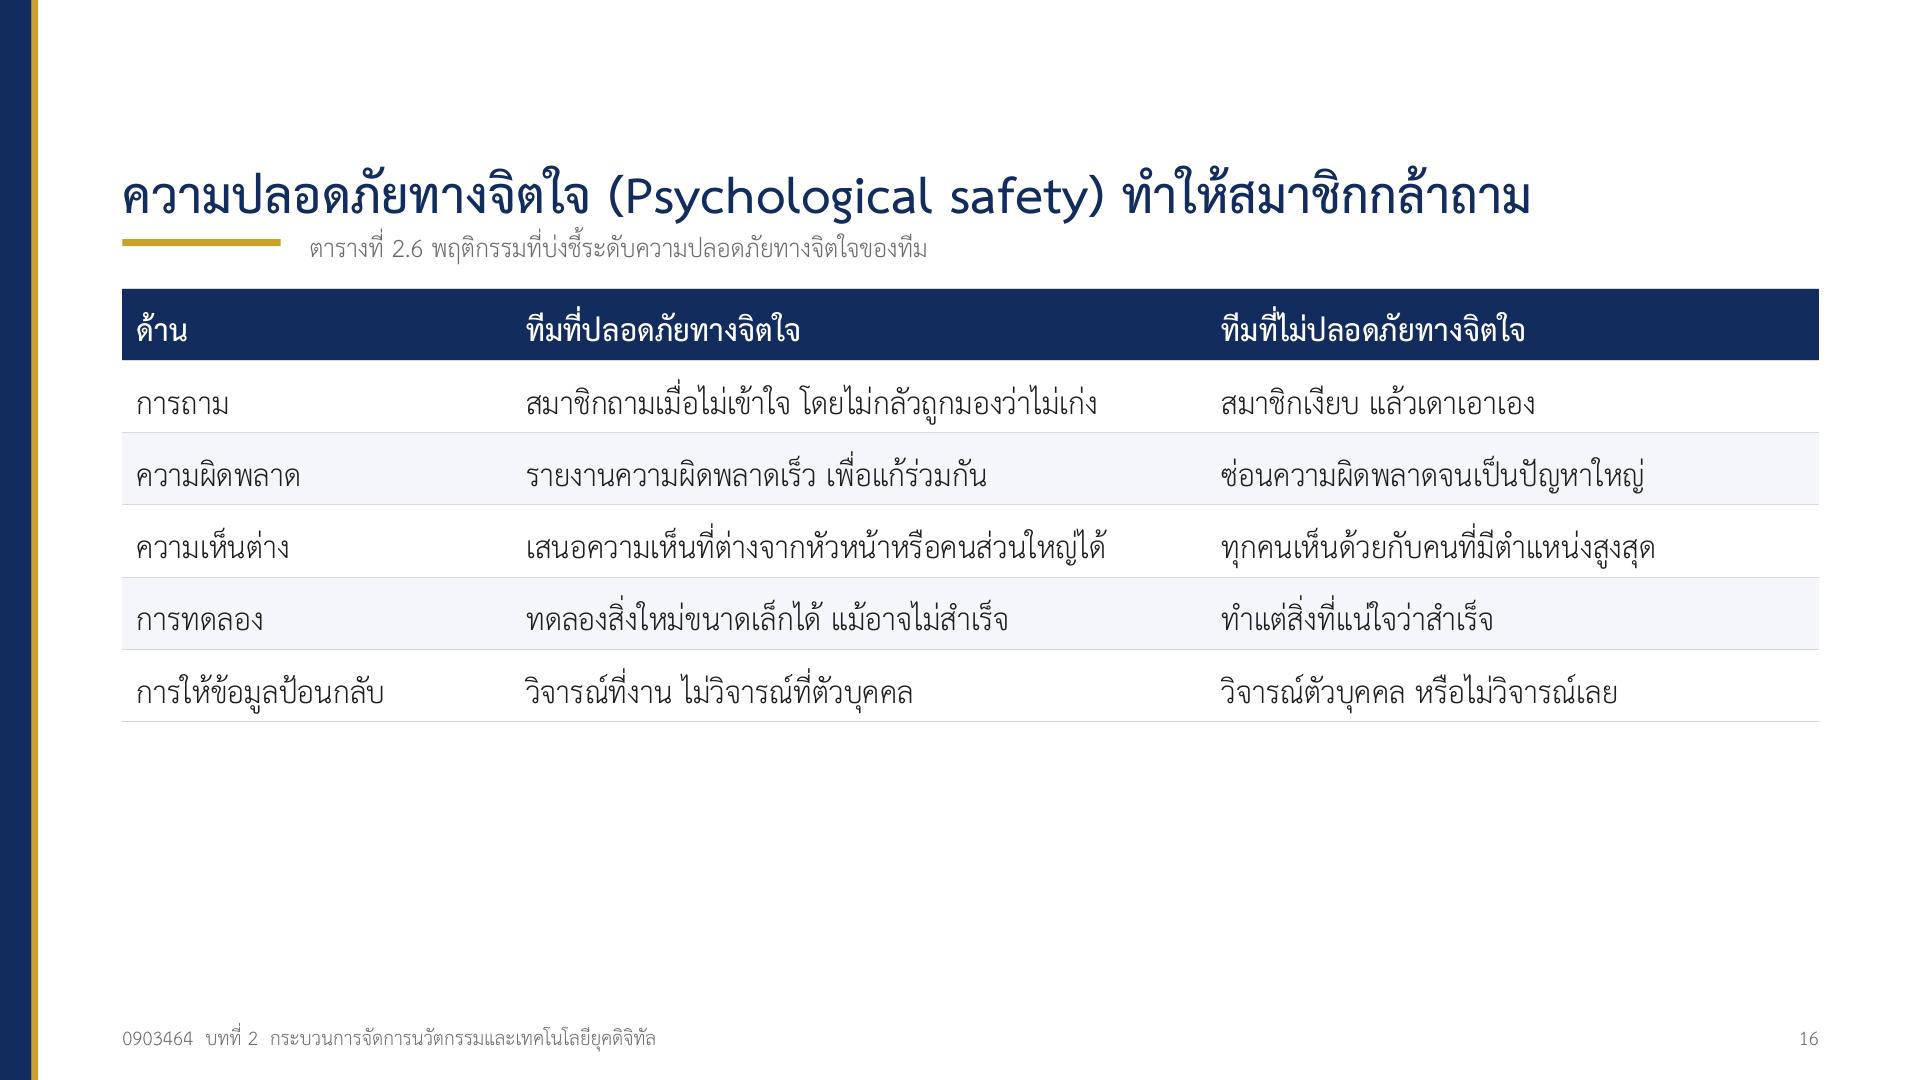 ความปลอดภัยทางจิตใจ (Psychological safety) ทำให้สมาชิกกล้าถาม
ตารางที่ 2.6 พฤติกรรมที่บ่งชี้ระดับความปลอดภัยทางจิตใจของทีม
ด้าน ทีมที่ปลอดภัยทางจิตใจ ทีมที่ไม่ปลอดภัยทางจิตใจ
การถาม สมาชิกถามเมื่อไม่เข้าใจ โดยไม่กลัวถูกมองว่าไม่เก่ง สมาชิกเงียบ แล้วเดาเอาเอง
ความผิดพลาด รายงานความผิดพลาดเร็ว เพื่อแก้ร่วมกัน ซ่อนความผิดพลาดจนเป็นปัญหาใหญ่
ความเห็นต่าง เสนอความเห็นที่ต่างจากหัวหน้าหรือคนส่วนใหญ่ได้ ทุกคนเห็นด้วยกับคนที่มีตำแหน่งสูงสุด
การทดลอง ทดลองสิ่งใหม่ขนาดเล็กได้ แม้อาจไม่สำเร็จ ทำแต่สิ่งที่แน่ใจว่าสำเร็จ
การให้ข้อมูลป้อนกลับ วิจารณ์ที่งาน ไม่วิจารณ์ที่ตัวบุคคล วิจารณ์ตัวบุคคล หรือไม่วิจารณ์เลย
0903464 บทที่ 2 กระบวนการจัดการนวัตกรรมและเทคโนโลยียุคดิจิทัล 16